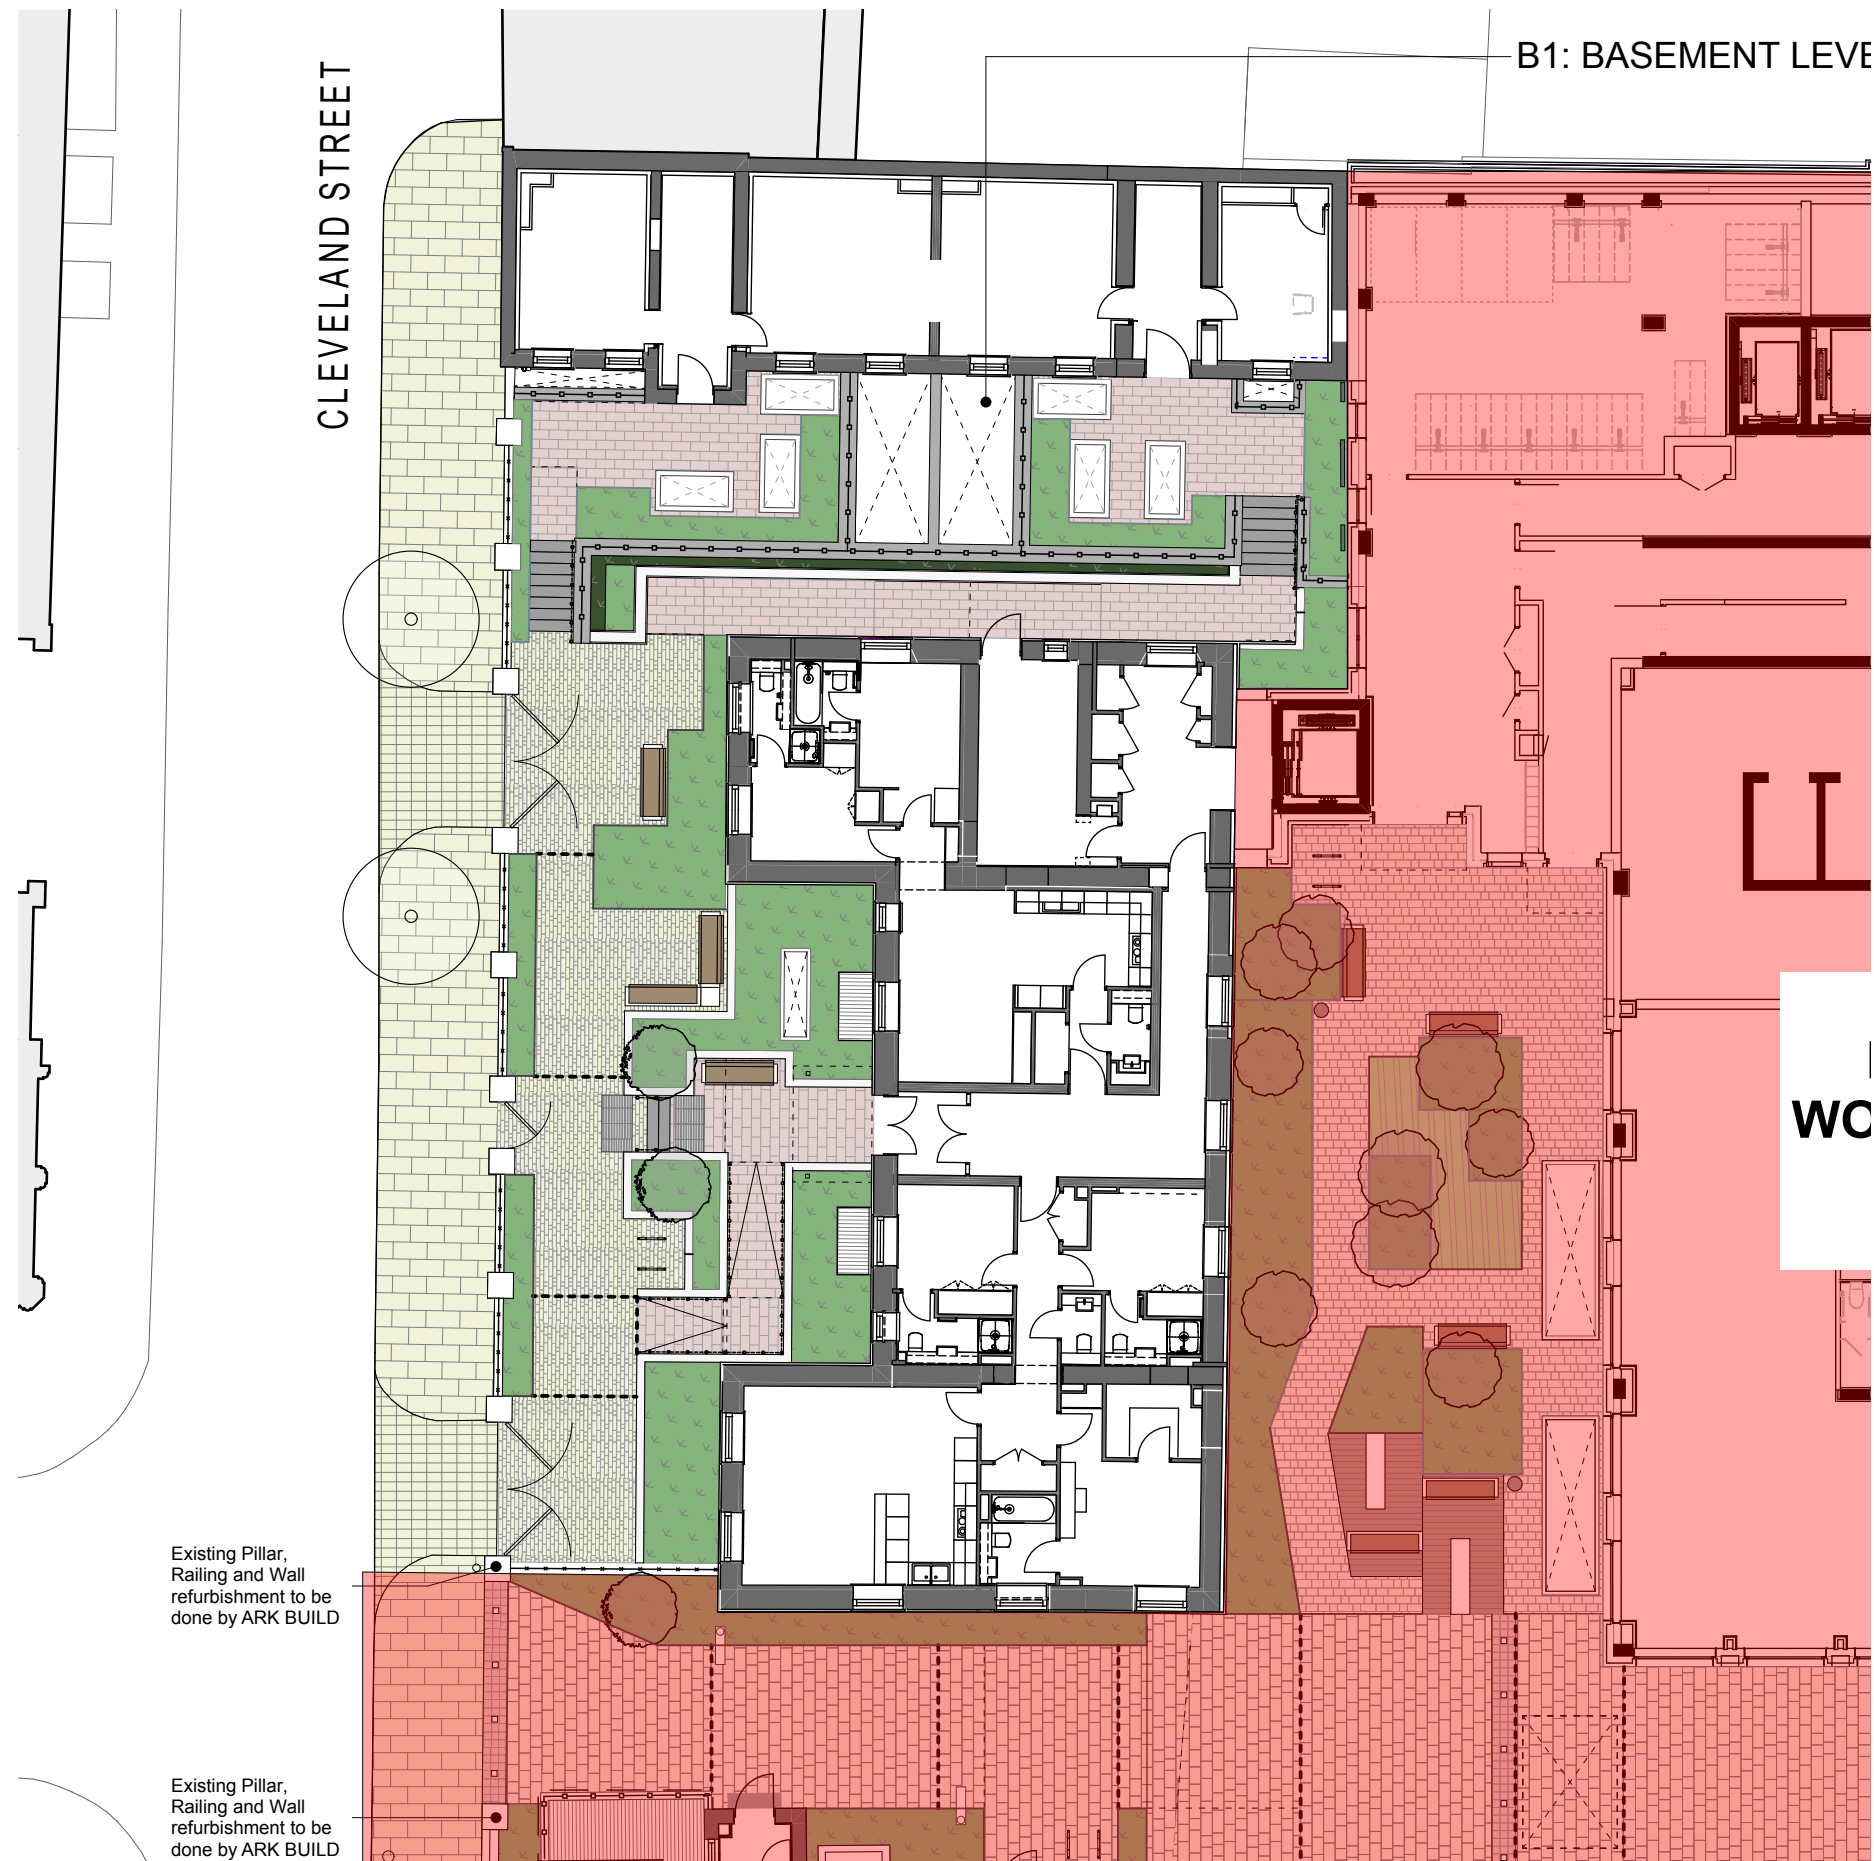 B1: BASEMENT LEVE
CLEVELAND STREET
WO
Existing Pillar,
Railing and Wall
refurbishment to be
done by ARK BUILD
Existing Pillar,
Railing and Wall
refurbishment to be
done by ARK BUILD